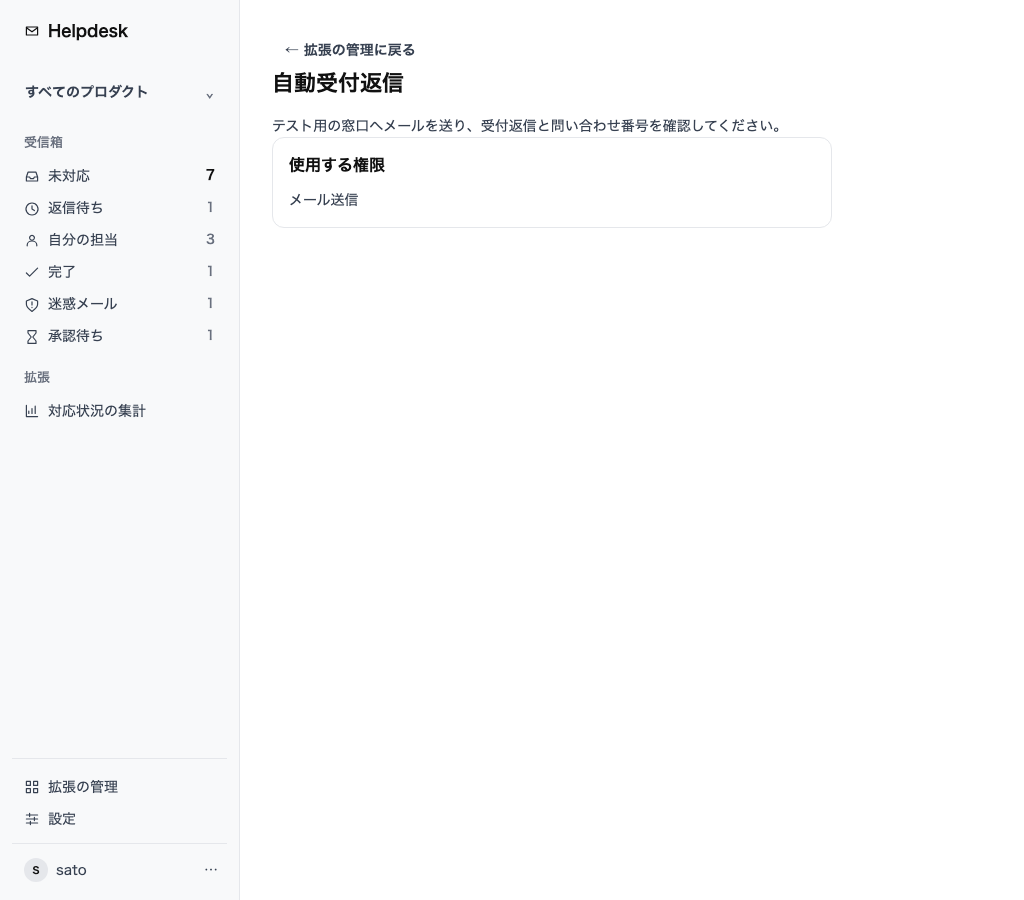 Helpdesk
すべてのプロダクト
受信箱
未対応 7
返信待ち 1
自分の担当 3
完了 1
迷惑メール 1
承認待ち 1
拡張
対応状況の集計
拡張の管理
設定
S sato ...
← 拡張の管理に戻る
自動受付返信
テスト用の窓口へメールを送り、受付返信と問い合わせ番号を確認してください。
使用する権限
メール送信